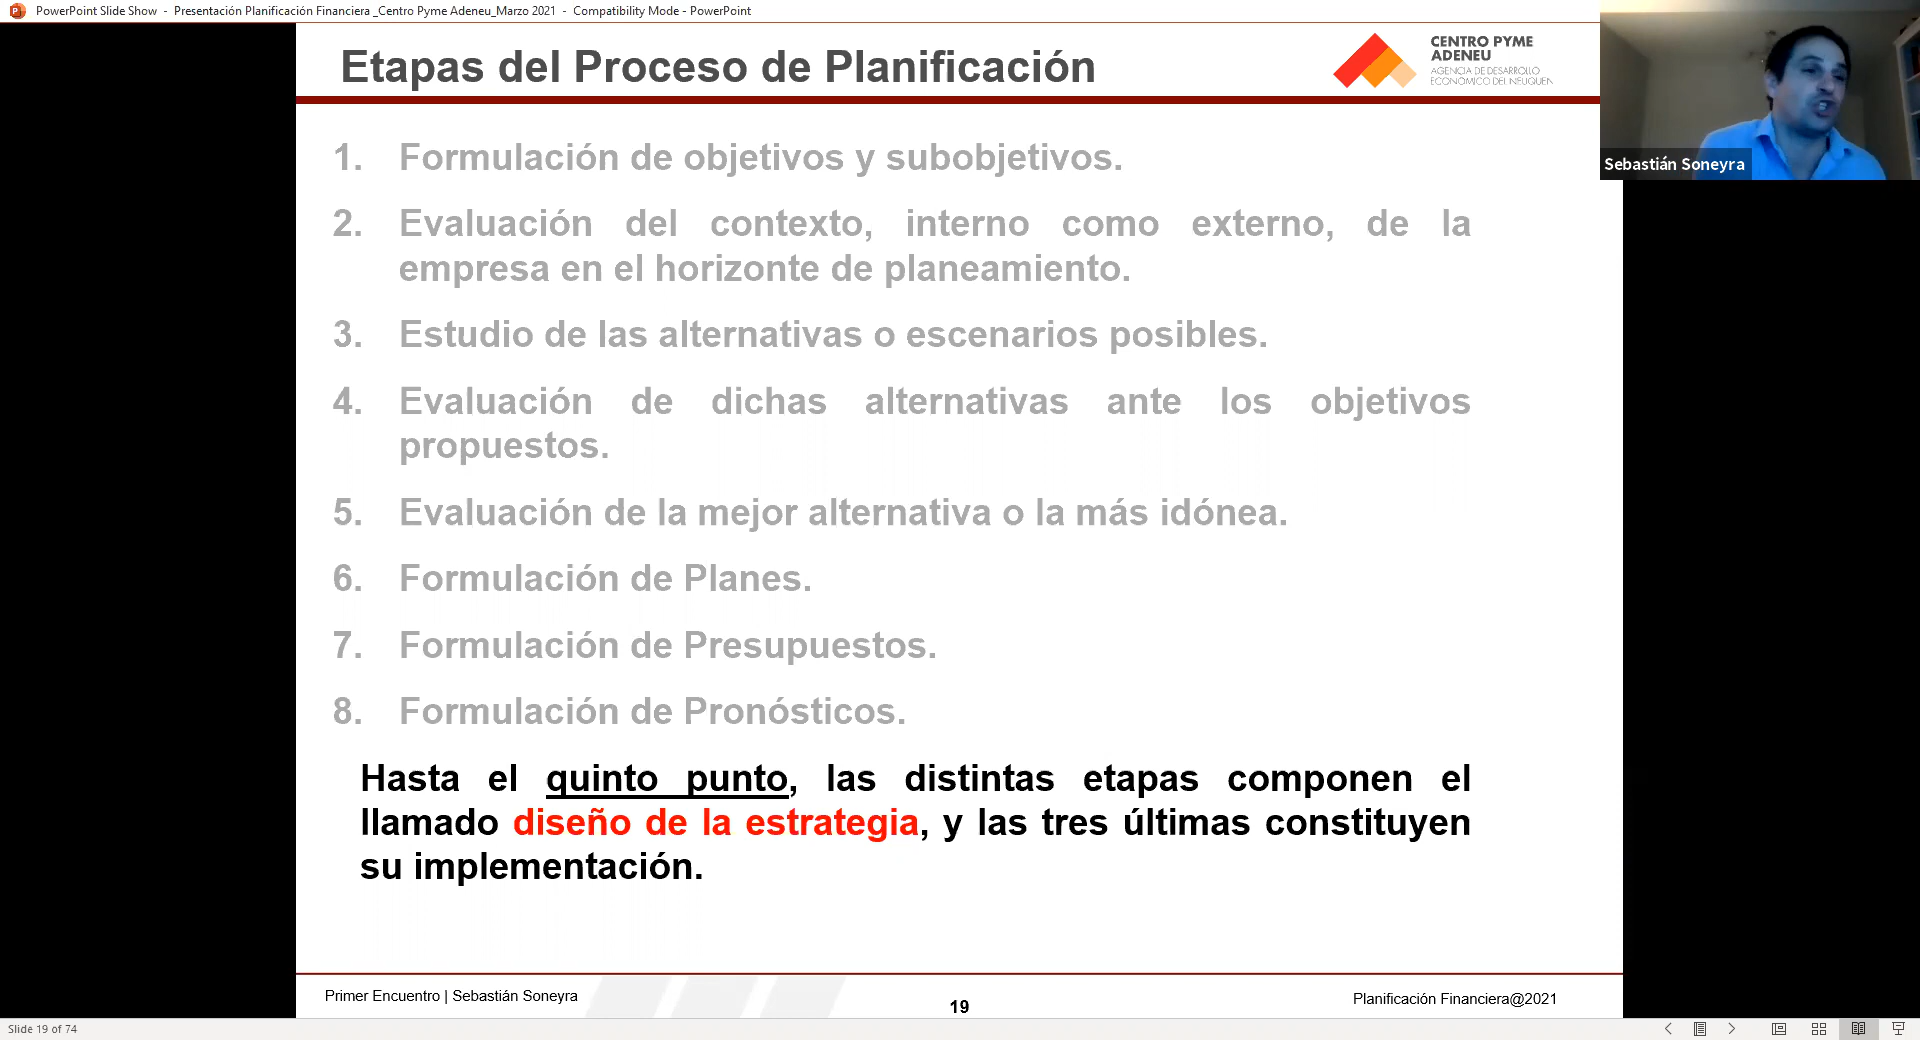 PowerPoint Slide Show - Presentación Planificación Financiera _Centro Pyme Adeneu_Marzo 2021 - Compatibility Mode - PowerPoint
Etapas del Proceso de Planificación
CENTRO PYME
ADENEU
AGENCIA DE DESARROLLO
ECONOMICO DEL NEUQUEN
Sebastián Soneyra
1. Formulación de objetivos y subobjetivos.
2. Evaluación del contexto, interno como externo, de la
empresa en el horizonte de planeamiento.
3. Estudio de las alternativas o escenarios posibles.
4. Evaluación de dichas alternativas ante los objetivos
propuestos.
5. Evaluación de la mejor alternativa o la más idónea.
6. Formulación de Planes.
7. Formulación de Presupuestos.
8. Formulación de Pronósticos.
Hasta el quinto punto, las distintas etapas componen el
llamado diseño de la estrategia, y las tres últimas constituyen
su implementación.
Primer Encuentro | Sebastián Soneyra
19
Planificación Financiera@2021
Slide 19 of 74